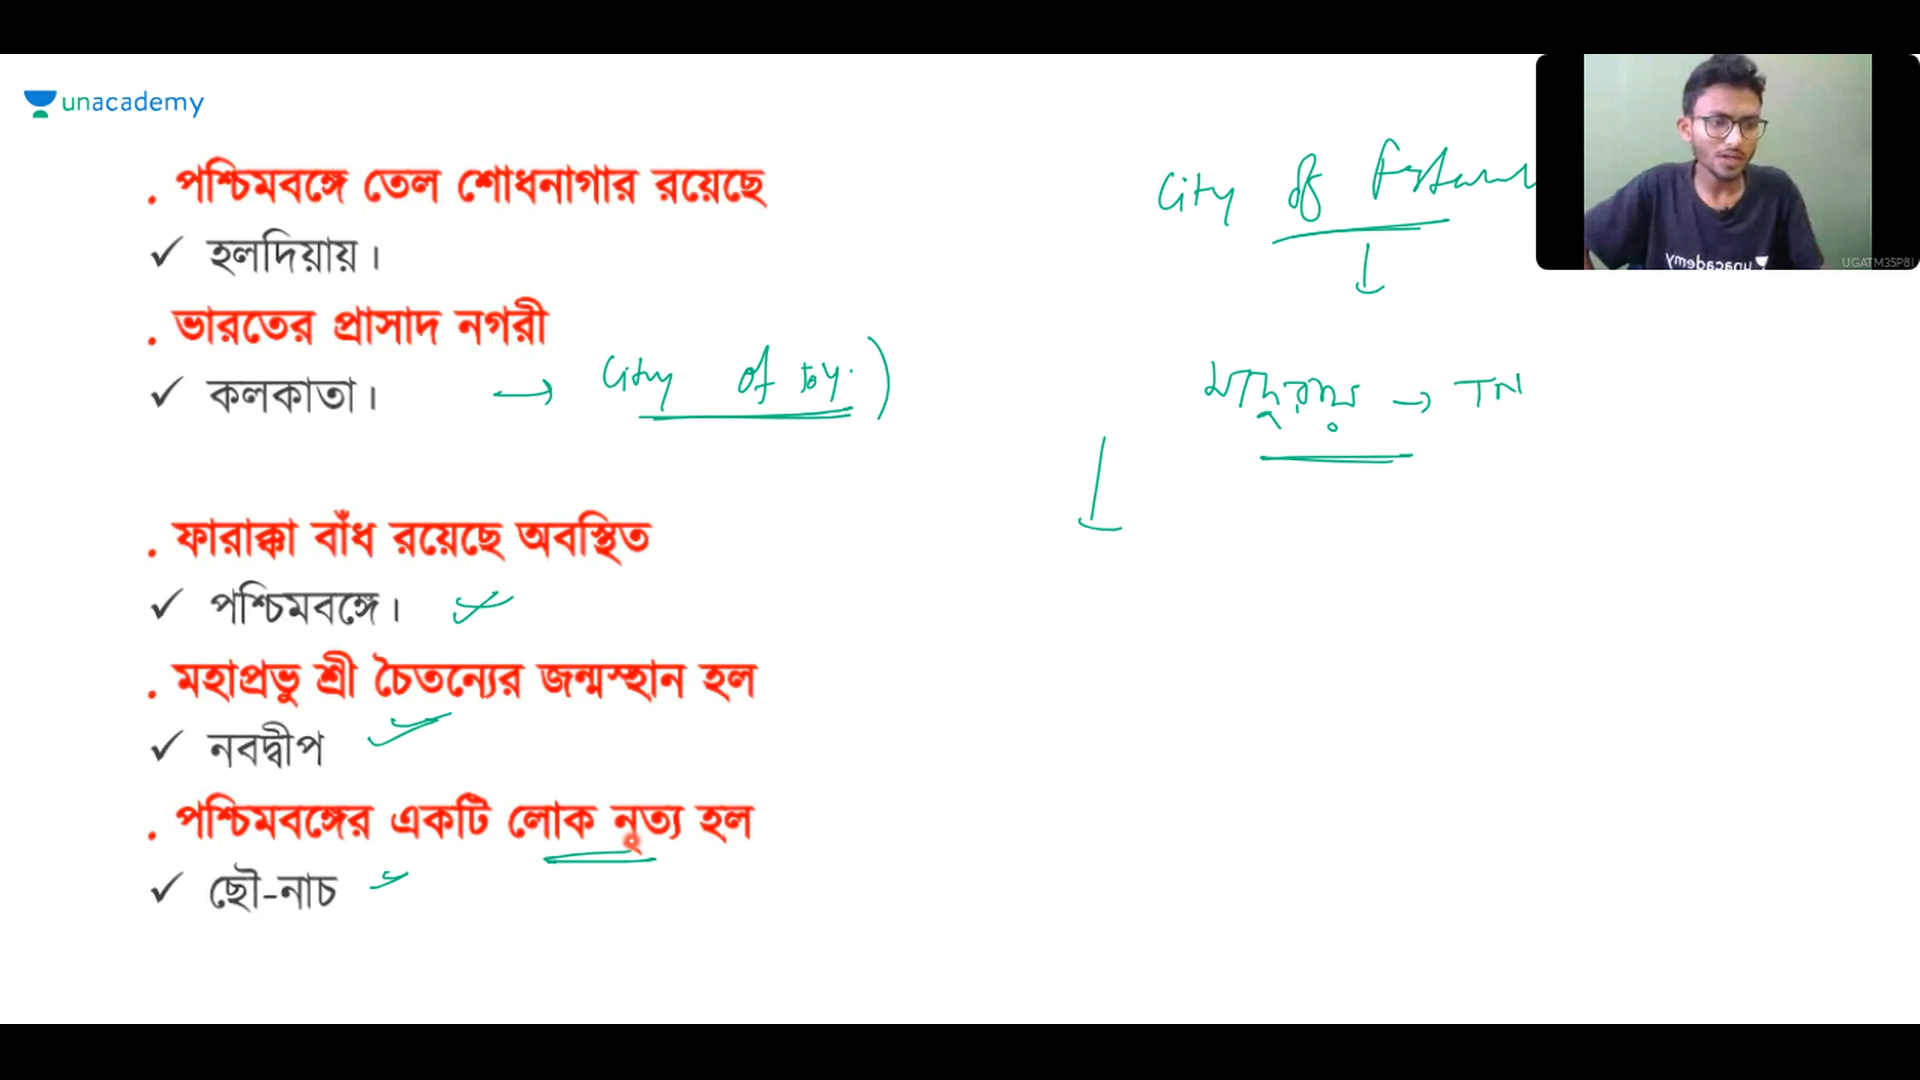 unacademy
. পশ্চিমবঙ্গে তেল শোধনাগার রয়েছে
✓ হলদিয়ায়।
. ভারতের প্রাসাদ নগরী
✓ কলকাতা। → City of Joy.)
. ফারাক্কা বাঁধ রয়েছে অবস্থিত
✓ পশ্চিমবঙ্গে।
. মহাপ্রভু শ্রী চৈতন্যের জন্মস্হান হল
✓ নবদ্বীপ
. পশ্চিমবঙ্গের একটি লোক নৃত্য হল
✓ ছৌ-নাচ
City of
→ TN
unacademy
UGATM35P8I